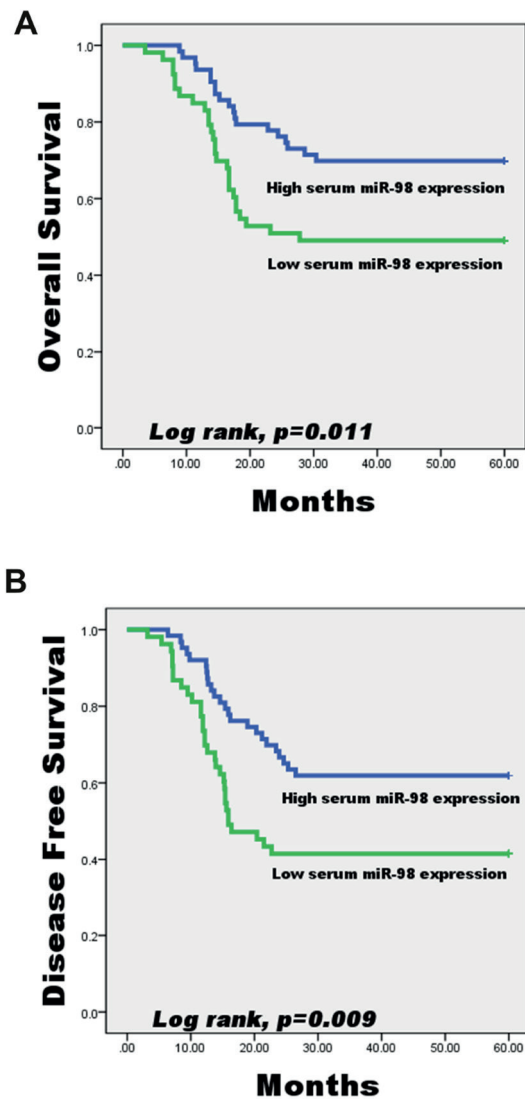 A
Overall Survival
1.0
0.8
0.6
0.4
0.2
0.0
High serum miR-98 expression
Low serum miR-98 expression
Log rank, p=0.011
.00 10.00 20.00 30.00 40.00 50.00 60.00
Months
B
Disease Free Survival
1.0
0.8
0.6
0.4
0.2
0.0
High serum miR-98 expression
Low serum miR-98 expression
Log rank, p=0.009
.00 10.00 20.00 30.00 40.00 50.00 60.00
Months